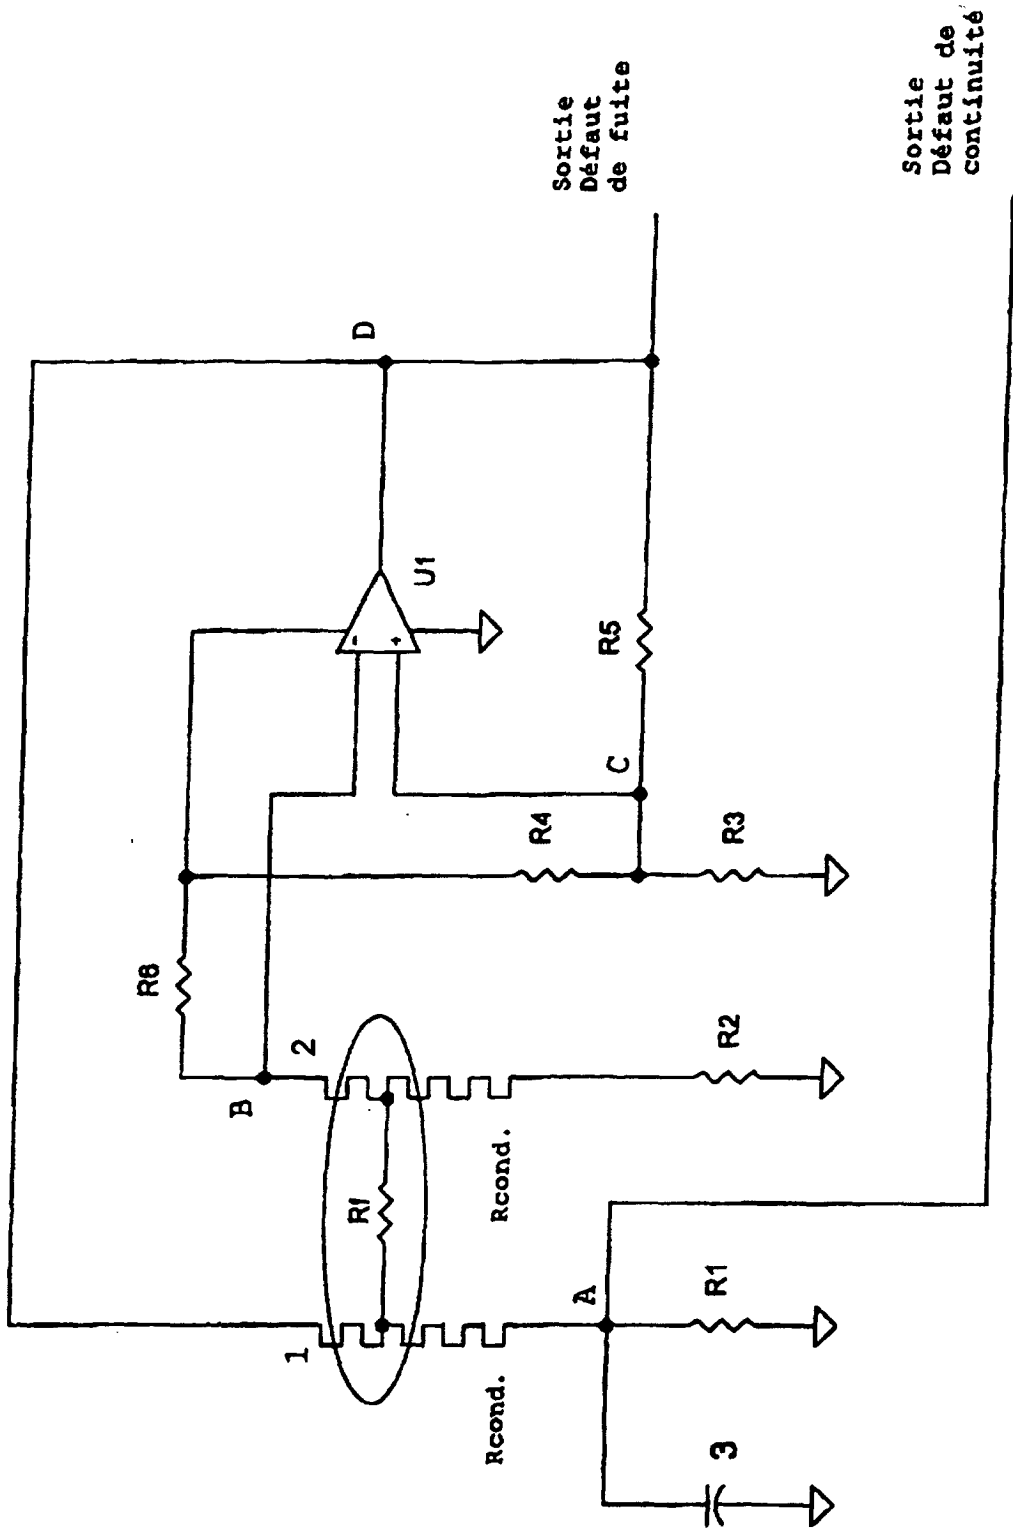 Sortie
Défaut
de fuite
Sortie
Défaut de
continuité
D
U1
-
+
R5
C
R4
R3
R6
2
B
R2
Rf
Rcond.
1
A
R1
Rcond.
3